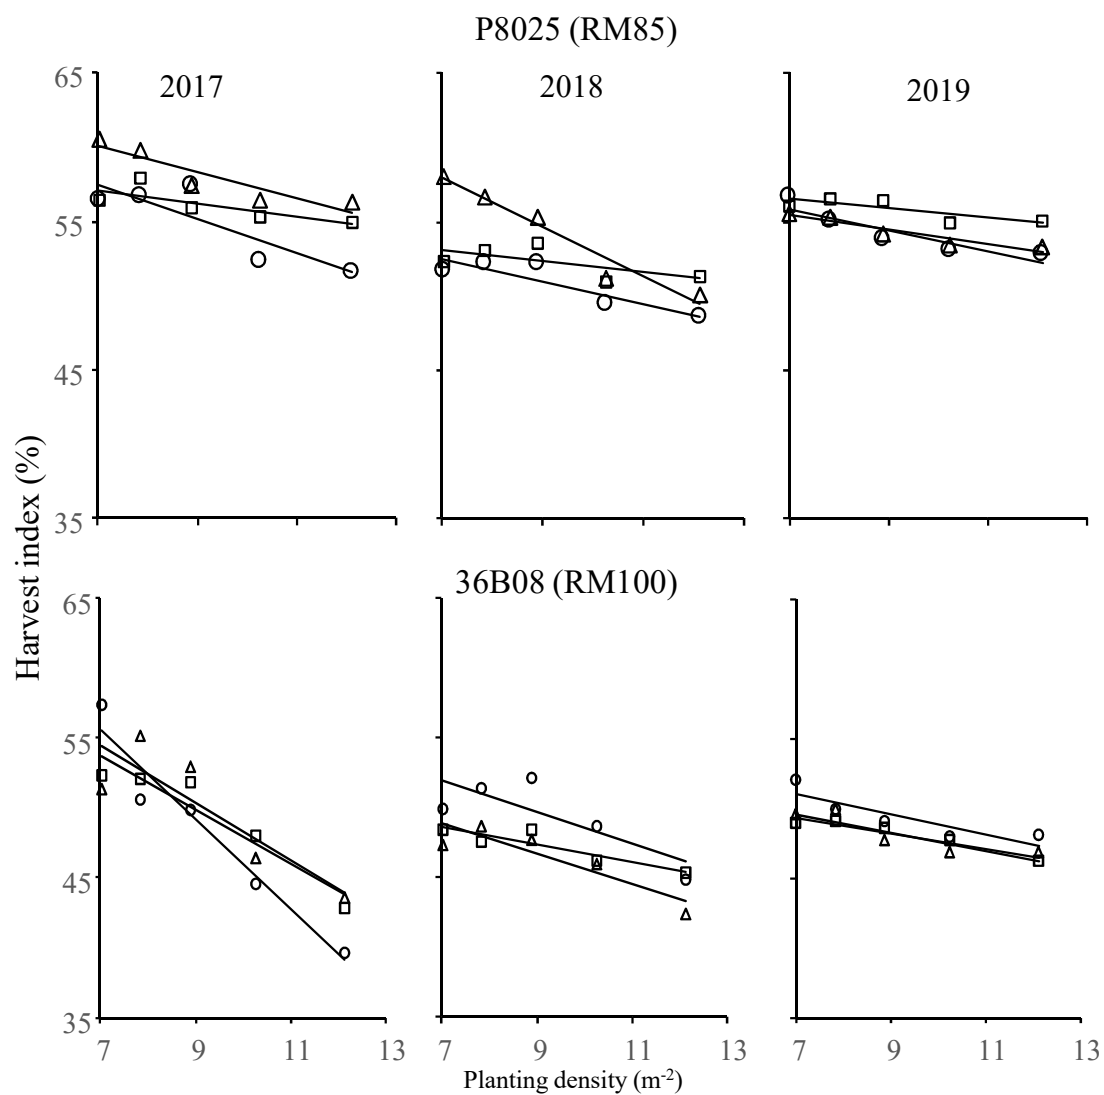 P8025 (RM85)
2017
2018
2019
65
55
45
35
Harvest index (%)
36B08 (RM100)
65
55
45
35
7 9 11 13 7 9 11 13 7 9 11 13
Planting density (m-2)